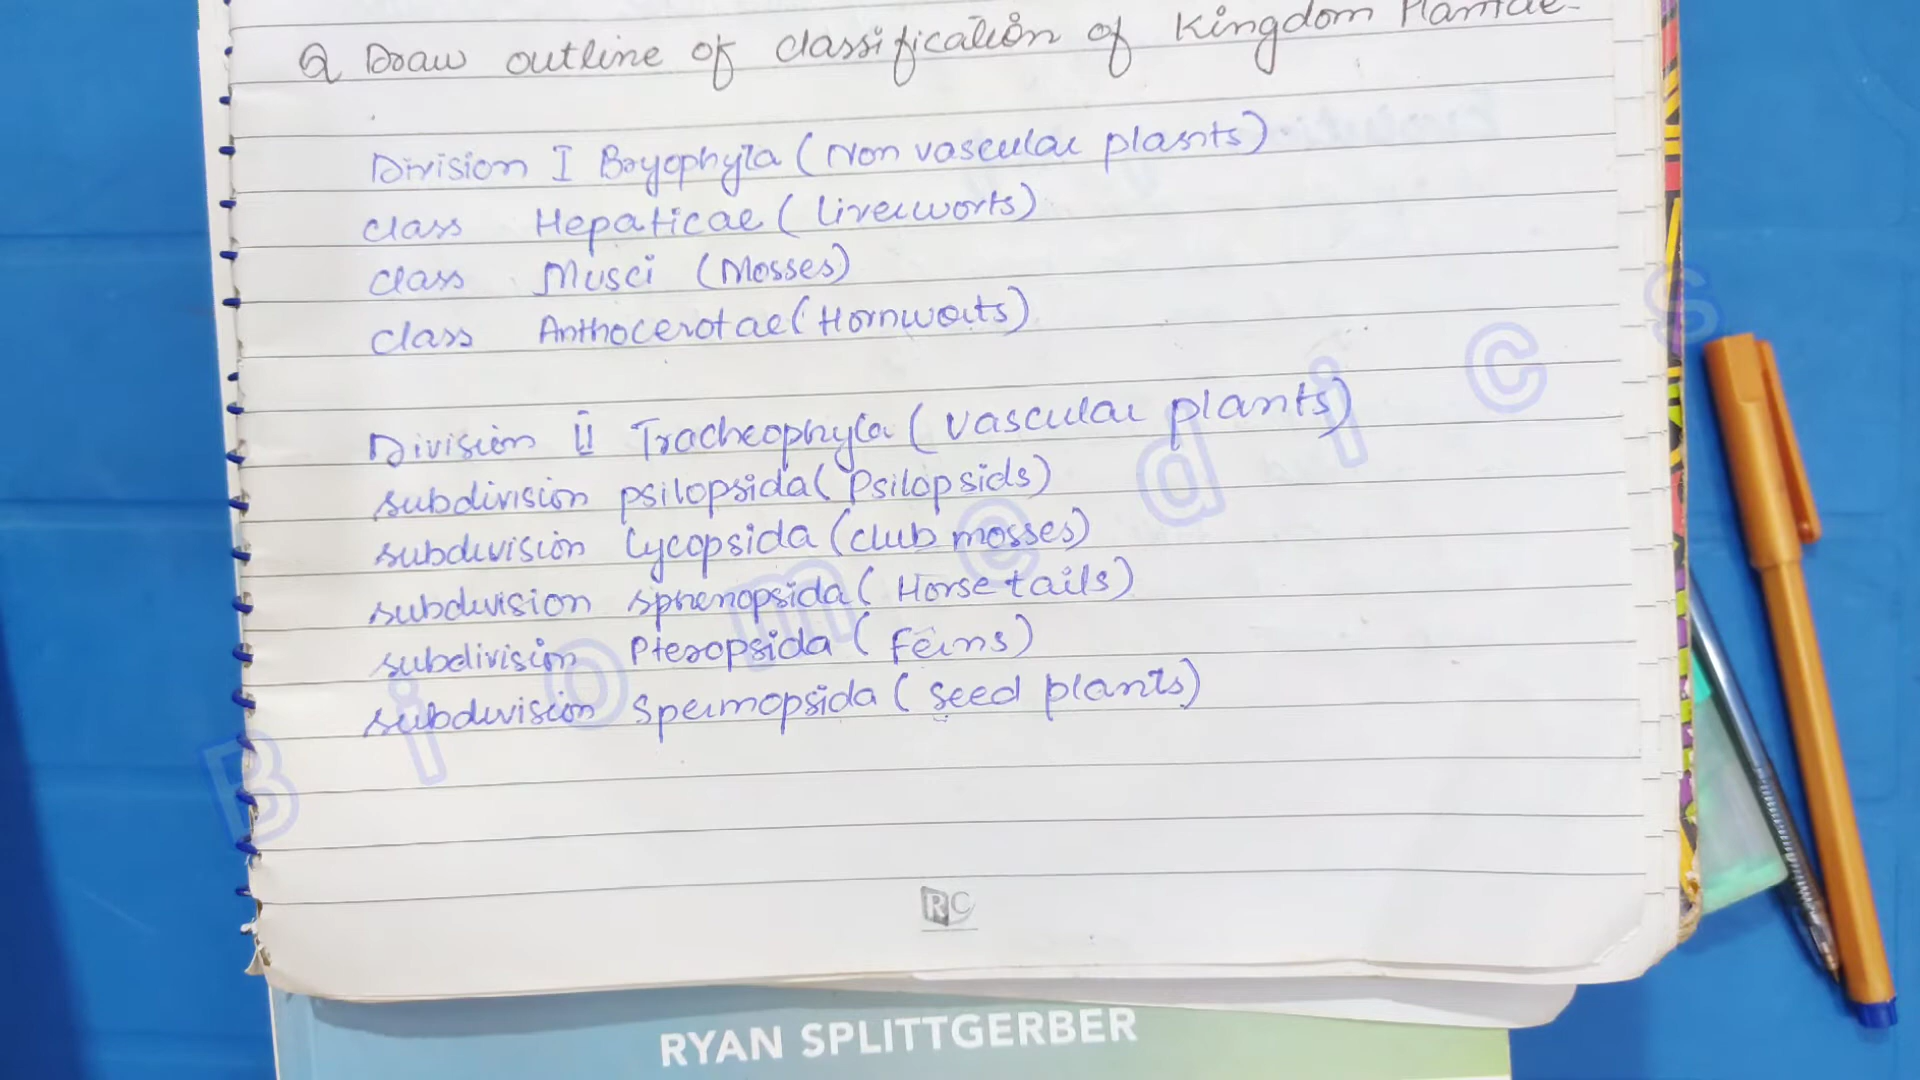 Q Draw outline of classification of Kingdom Plantae.
Division I Bryophyta (Non vascular plants)
class Hepaticae (liverworts)
class Musci (Mosses)
class Anthocerotae (Hornworts)
Division ii Tracheophyta (vascular plants)
subdivision psilopsida (Psilopsids)
subdivision lycopsida (club mosses)
subdivision sphenopsida (Horse tails)
subdivision Pteropsida (Ferns)
subdivision spermopsida (seed plants)
Biomedics
RC
RYAN SPLITTGERBER